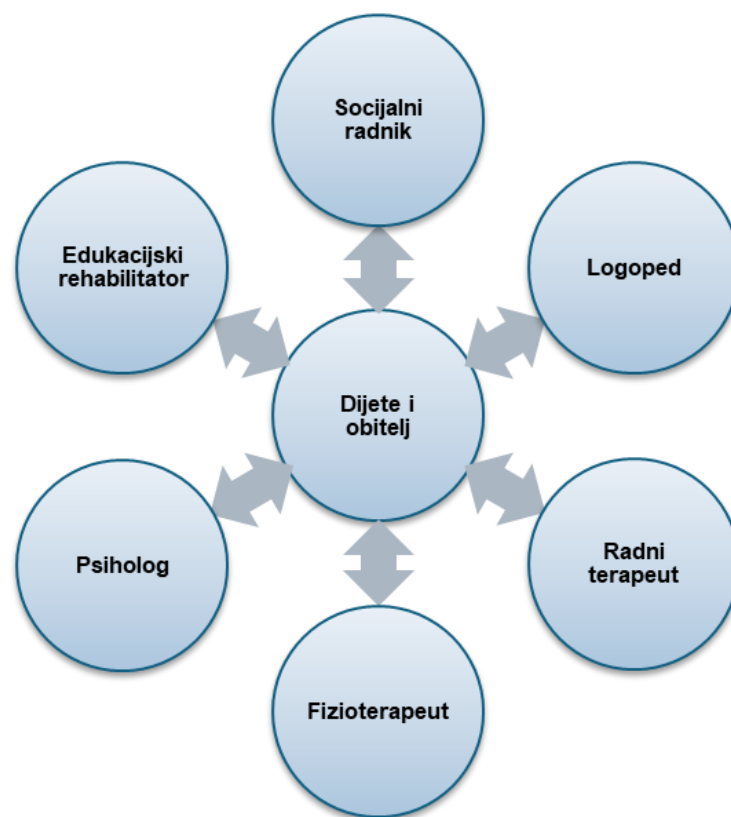 Socijalni
radnik
Edukacijski
rehabilitator
Logoped
Dijete i
obitelj
Psiholog
Radni
terapeut
Fizioterapeut